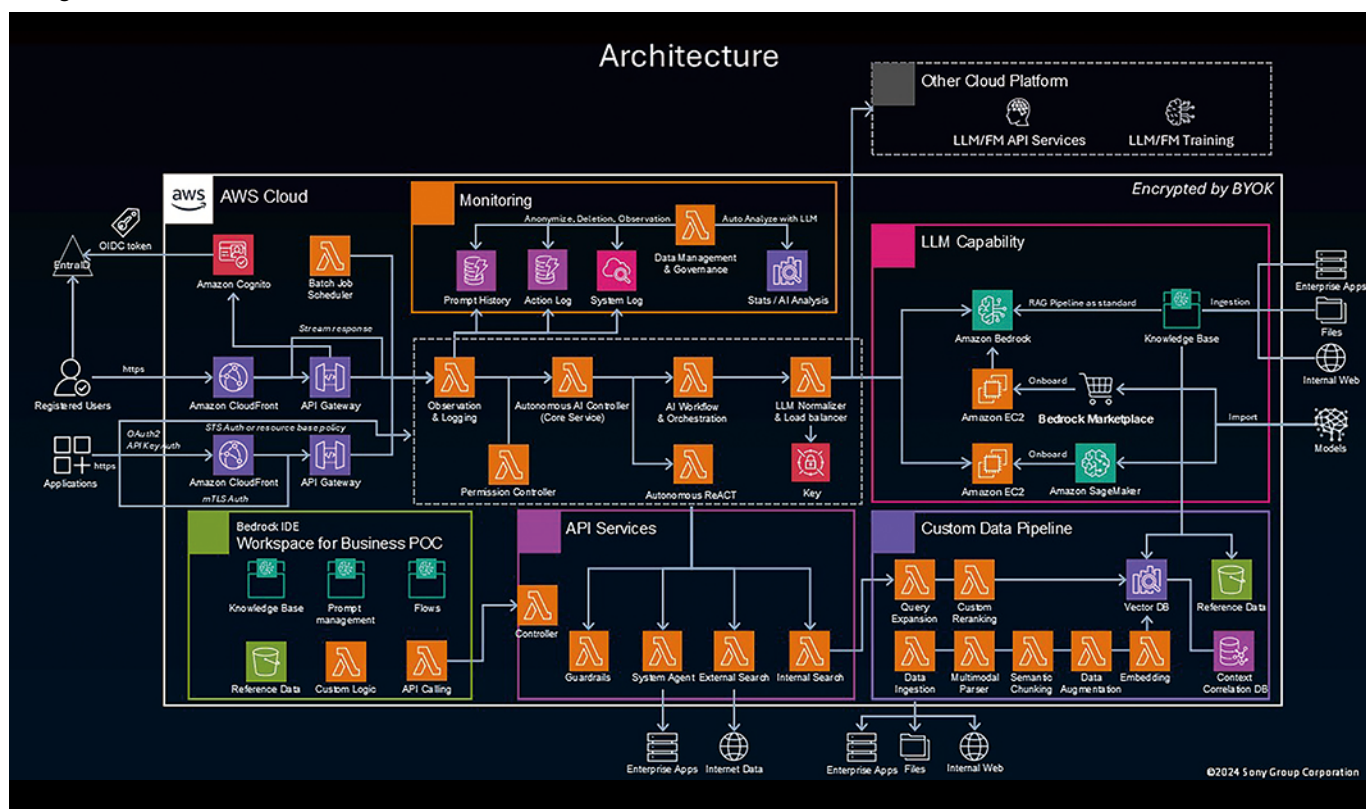 Architecture
Other Cloud Platform
LLM/FM API Services
LLM/FM Training
aws
AWS Cloud
Encrypted by BYOK
OIDC token
EntraID
Amazon Cognito
Batch Job
Scheduler
Monitoring
Anonymize, Deletion, Observation
Auto Analyze with LLM
Data Management
& Governance
Prompt History
Action Log
System Log
Stats / AI Analysis
LLM Capability
RAG Pipeline as standard
Ingestion
Amazon Bedrock
Knowledge Base
Onboard
Amazon EC2
Bedrock Marketplace
Import
Onboard
Amazon EC2
Amazon SageMaker
Enterprise Apps
Files
Internal Web
Models
Stream response
https
Registered Users
Amazon CloudFront
API Gateway
OAuth2
API Key Auth
STS Auth or resource base policy
https
Applications
Amazon CloudFront
API Gateway
mTLS Auth
Observation
& Logging
Autonomous AI Controller
(Core Service)
AI Workflow
& Orchestration
LLM Normalizer
& Load balancer
Permission Controller
Autonomous ReACT
Key
Bedrock IDE
Workspace for Business POC
Knowledge Base
Prompt
management
Flows
Reference Data
Custom Logic
API Calling
API Services
Controller
Guardrails
System Agent
External Search
Internal Search
Custom Data Pipeline
Query
Expansion
Custom
Reranking
Vector DB
Reference Data
Data
Ingestion
Multimodal
Parser
Semantic
Chunking
Data
Augmentation
Embedding
Context
Correlation DB
Enterprise Apps
Internet Data
Enterprise Apps
Files
Internal Web
©2024 Sony Group Corporation